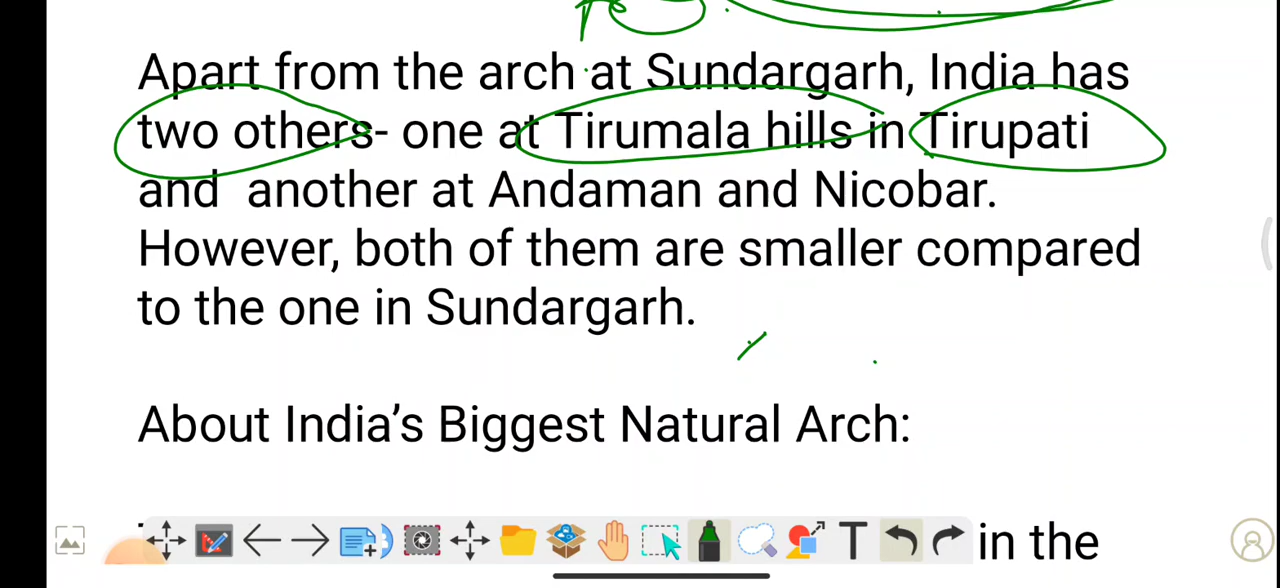 Apart from the arch at Sundargarh, India has
two others- one at Tirumala hills in Tirupati
and another at Andaman and Nicobar.
However, both of them are smaller compared
to the one in Sundargarh.
About India's Biggest Natural Arch:
in the